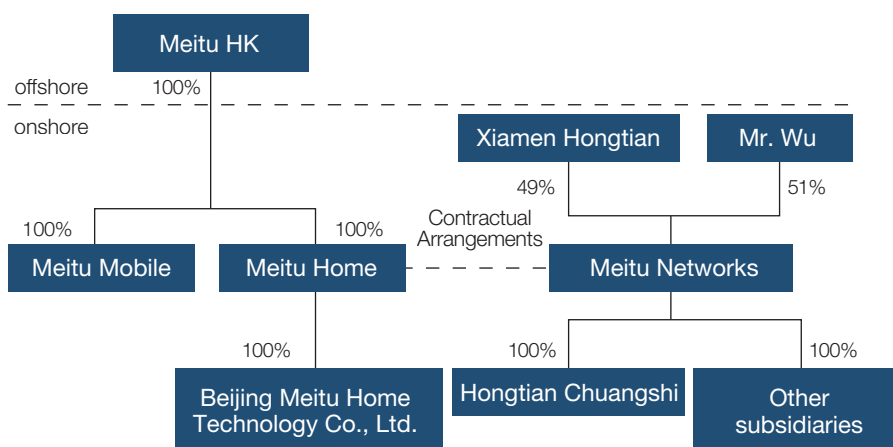 Meitu HK
offshore
100%
onshore
Xiamen Hongtian
Mr. Wu
49%
51%
100%
100%
Contractual
Arrangements
Meitu Mobile
Meitu Home
Meitu Networks
100%
100%
100%
Beijing Meitu Home
Technology Co., Ltd.
Hongtian Chuangshi
Other
subsidiaries